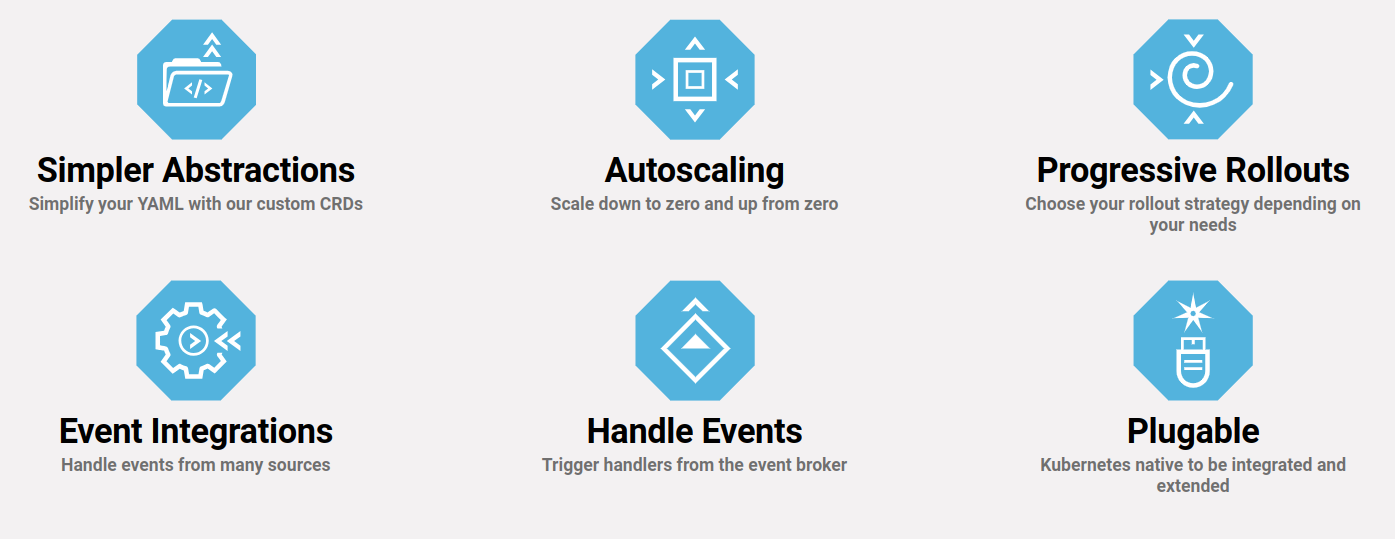 Simpler Abstractions
Simplify your YAML with our custom CRDs
Autoscaling
Scale down to zero and up from zero
Progressive Rollouts
Choose your rollout strategy depending on
your needs
Event Integrations
Handle events from many sources
Handle Events
Trigger handlers from the event broker
Plugable
Kubernetes native to be integrated and
extended